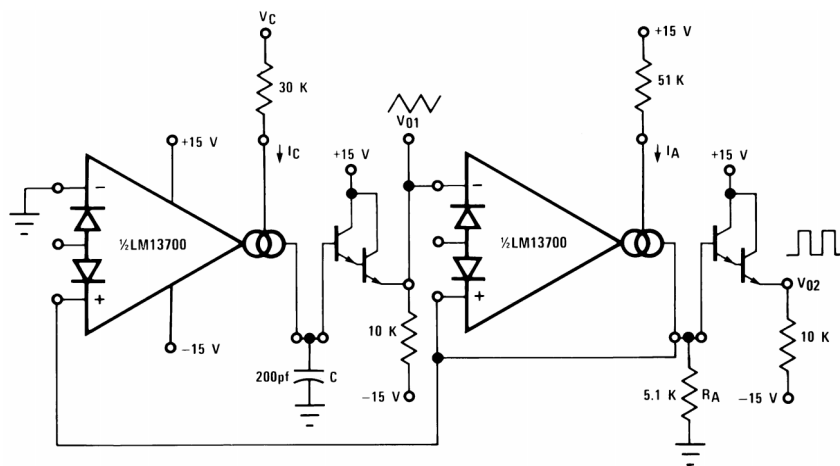 VC
+15 V
30 K
51 K
V01
+15 V
IC
+15 V
IA
+15 V
–
½LM13700
+
–
½LM13700
+
V02
–15 V
10 K
10 K
200pf
C
–15 V
5.1 K
RA
–15 V